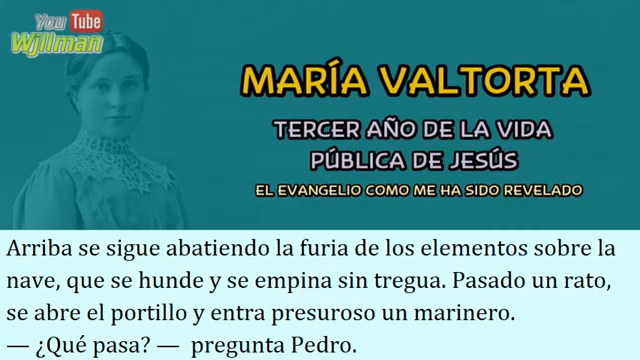 You Tube
Wjllman
MARÍA VALTORTA
TERCER AÑO DE LA VIDA
PÚBLICA DE JESÚS
EL EVANGELIO COMO ME HA SIDO REVELADO
Arriba se sigue abatiendo la furia de los elementos sobre la
nave, que se hunde y se empina sin tregua. Pasado un rato,
se abre el portillo y entra presuroso un marinero.
— ¿Qué pasa? — pregunta Pedro.